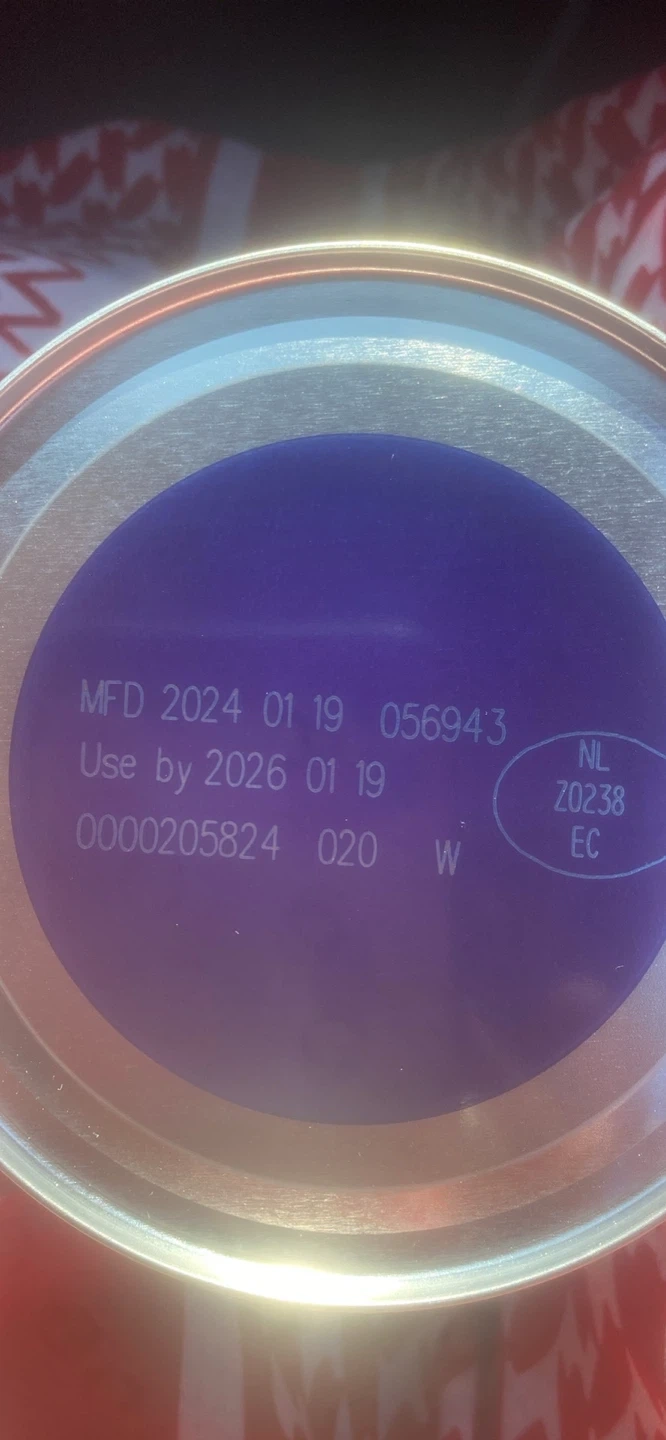 MFD 2024 01 19 056943
Use by 2026 01 19
0000205824 020 W
NL
Z0238
EC